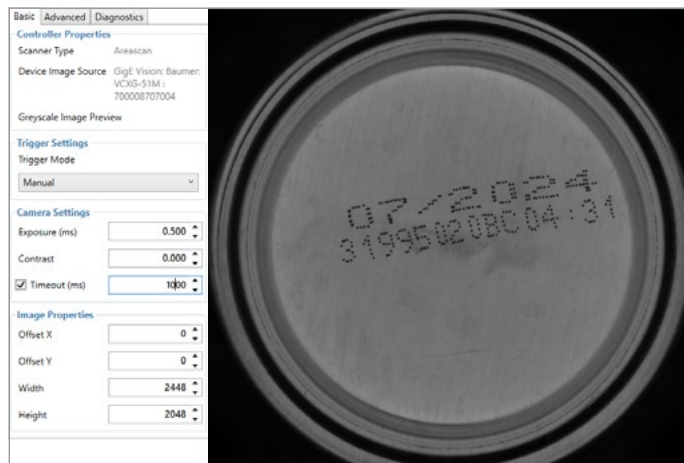 Basic Advanced Diagnostics
Controller Properties
Scanner Type Areascan
Device Image Source GigE Vision: Baumer:
VCXG-51M :
700008707004
Greyscale Image Preview
Trigger Settings
Trigger Mode
Manual
Camera Settings
Exposure (ms) 0.500
Contrast 0.000
Timeout (ms) 1000
Image Properties
Offset X 0
Offset Y 0
Width 2448
Height 2048
07/2024
31995020BC04:31